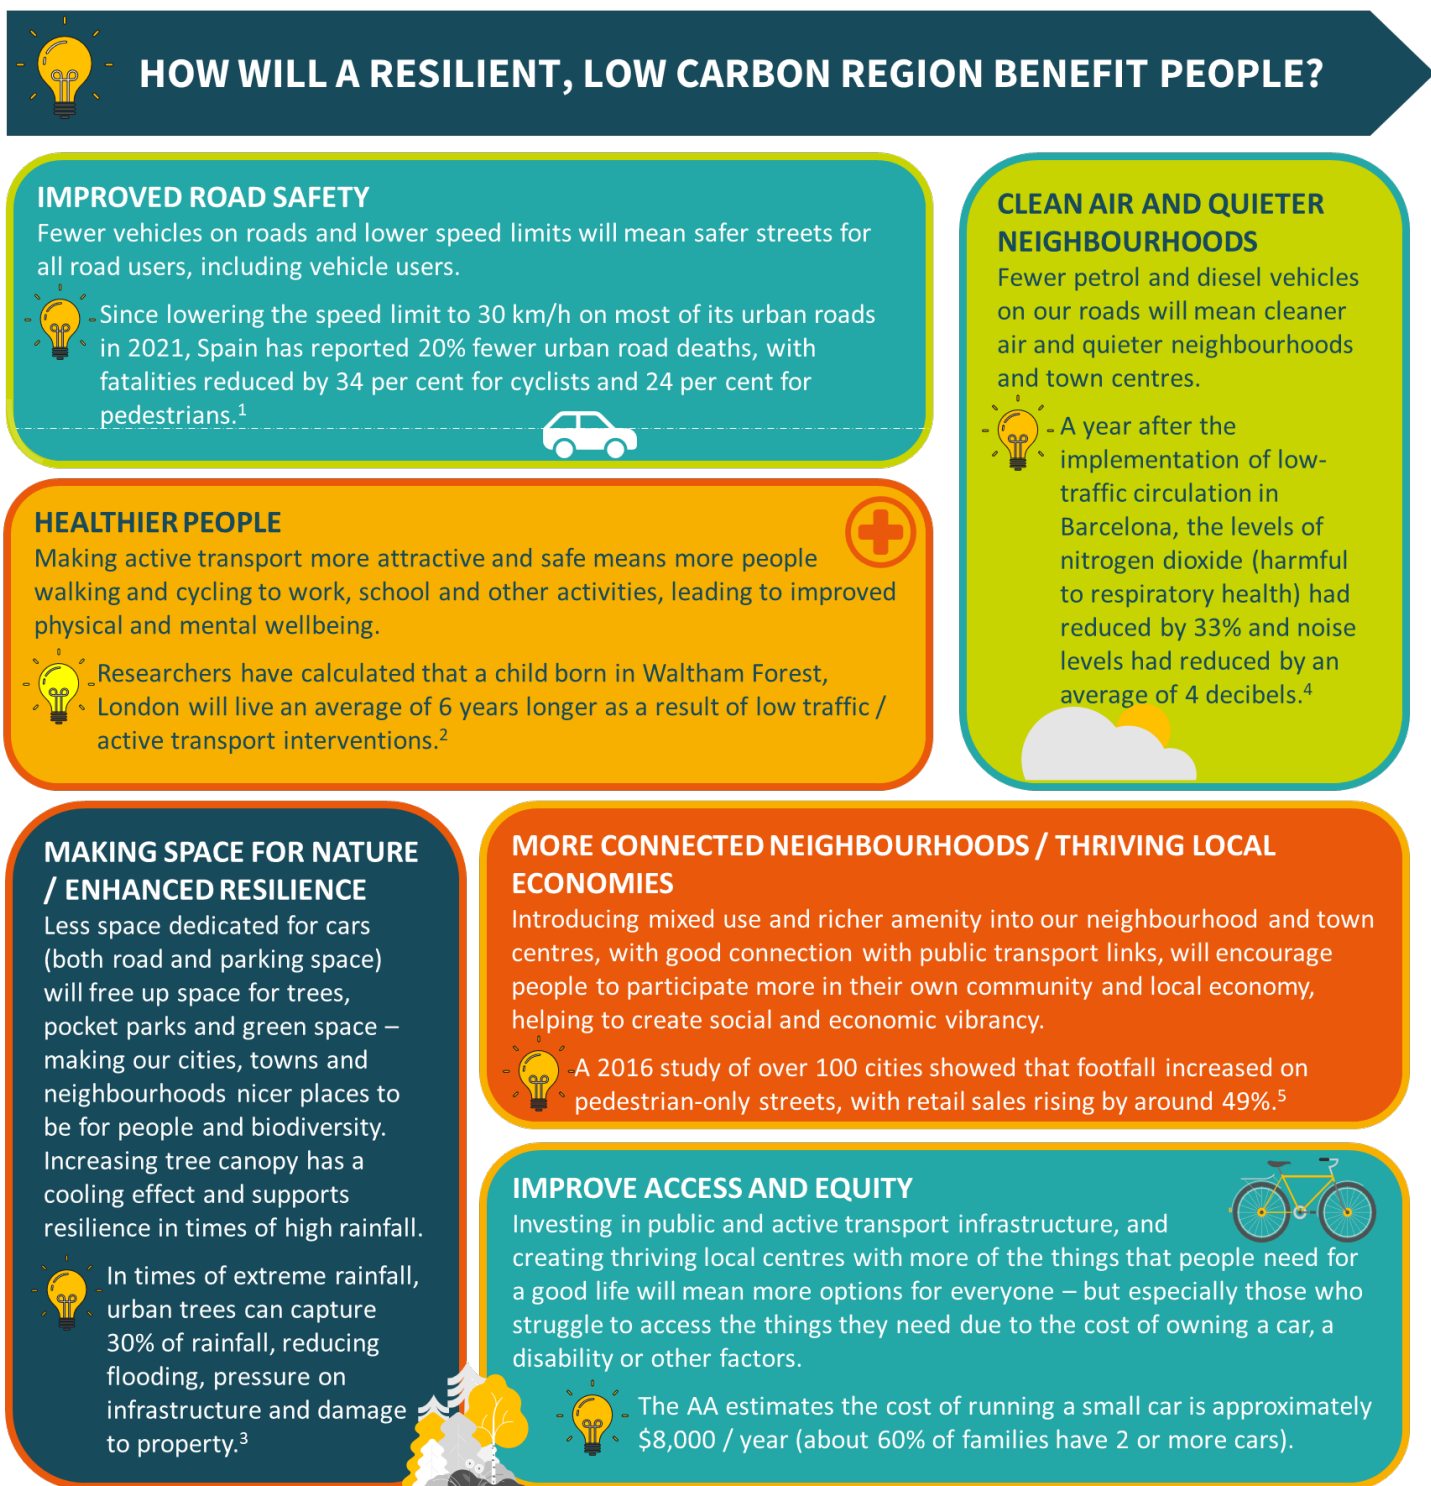 HOW WILL A RESILIENT, LOW CARBON REGION BENEFIT PEOPLE?
IMPROVED ROAD SAFETY
Fewer vehicles on roads and lower speed limits will mean safer streets for
all road users, including vehicle users.
Since lowering the speed limit to 30 km/h on most of its urban roads
in 2021, Spain has reported 20% fewer urban road deaths, with
fatalities reduced by 34 per cent for cyclists and 24 per cent for
pedestrians.¹
CLEAN AIR AND QUIETER
NEIGHBOURHOODS
Fewer petrol and diesel vehicles
on our roads will mean cleaner
air and quieter neighbourhoods
and town centres.
A year after the
implementation of low-
traffic circulation in
Barcelona, the levels of
nitrogen dioxide (harmful
to respiratory health) had
reduced by 33% and noise
levels had reduced by an
average of 4 decibels.⁴
HEALTHIER PEOPLE
Making active transport more attractive and safe means more people
walking and cycling to work, school and other activities, leading to improved
physical and mental wellbeing.
Researchers have calculated that a child born in Waltham Forest,
London will live an average of 6 years longer as a result of low traffic /
active transport interventions.²
MAKING SPACE FOR NATURE
/ ENHANCED RESILIENCE
Less space dedicated for cars
(both road and parking space)
will free up space for trees,
pocket parks and green space –
making our cities, towns and
neighbourhoods nicer places to
be for people and biodiversity.
Increasing tree canopy has a
cooling effect and supports
resilience in times of high rainfall.
In times of extreme rainfall,
urban trees can capture
30% of rainfall, reducing
flooding, pressure on
infrastructure and damage
to property.³
MORE CONNECTED NEIGHBOURHOODS / THRIVING LOCAL
ECONOMIES
Introducing mixed use and richer amenity into our neighbourhood and town
centres, with good connection with public transport links, will encourage
people to participate more in their own community and local economy,
helping to create social and economic vibrancy.
A 2016 study of over 100 cities showed that footfall increased on
pedestrian-only streets, with retail sales rising by around 49%.⁵
IMPROVE ACCESS AND EQUITY
Investing in public and active transport infrastructure, and
creating thriving local centres with more of the things that people need for
a good life will mean more options for everyone – but especially those who
struggle to access the things they need due to the cost of owning a car, a
disability or other factors.
The AA estimates the cost of running a small car is approximately
$8,000 / year (about 60% of families have 2 or more cars).